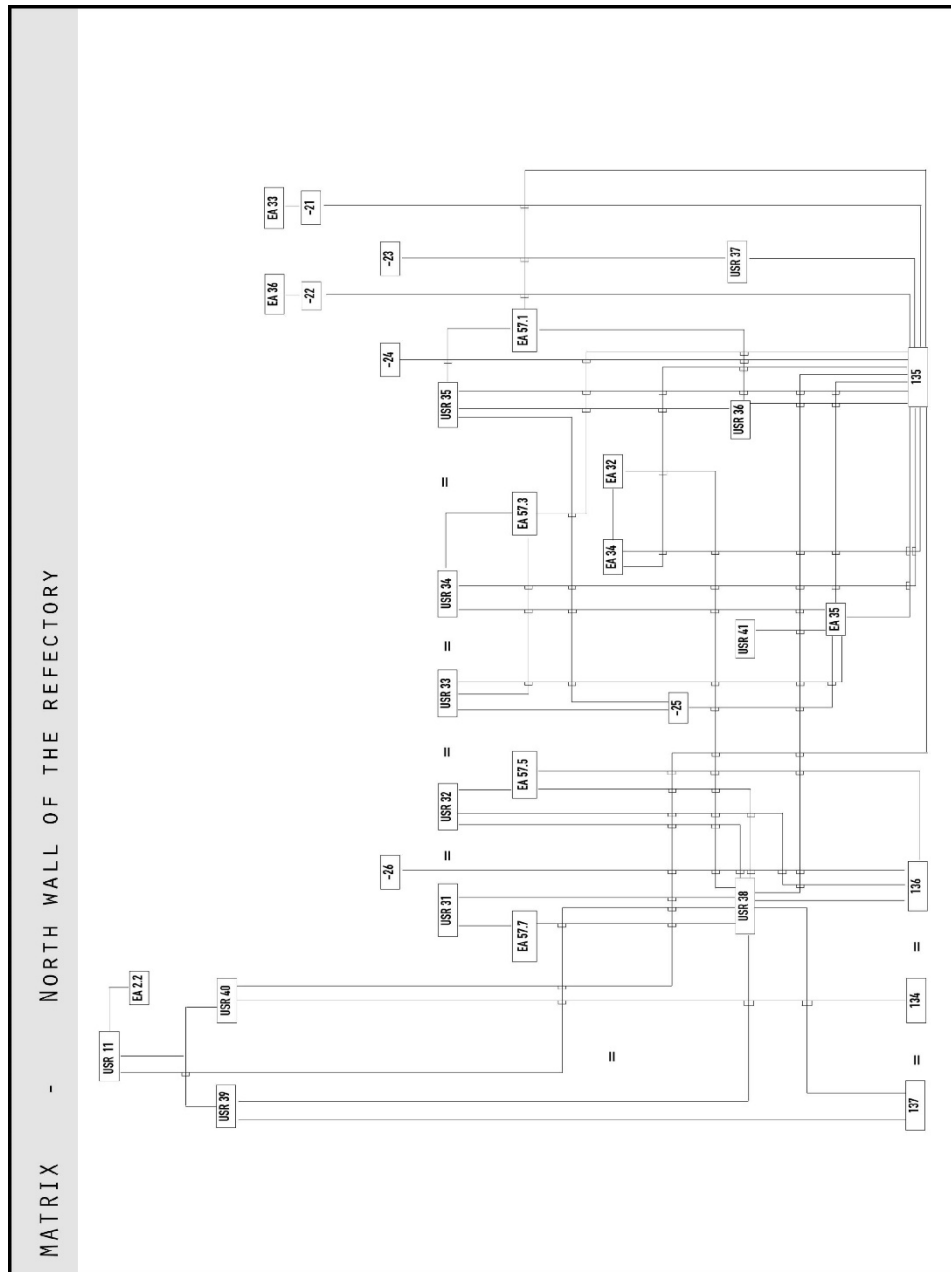 MATRIX - NORTH WALL OF THE REFECTORY
USR 11
EA 2.2
USR 39 USR 40
EA 36 EA 33
-22 -21
-26 -24 -23
USR 31 = USR 32 = USR 33 = USR 34 = USR 35
EA 57.7 EA 57.5 EA 57.3 EA 57.1
= EA 34 EA 32
-25
USR 38 USR 41 USR 36 USR 37
EA 35
137 = 134 = 136 135